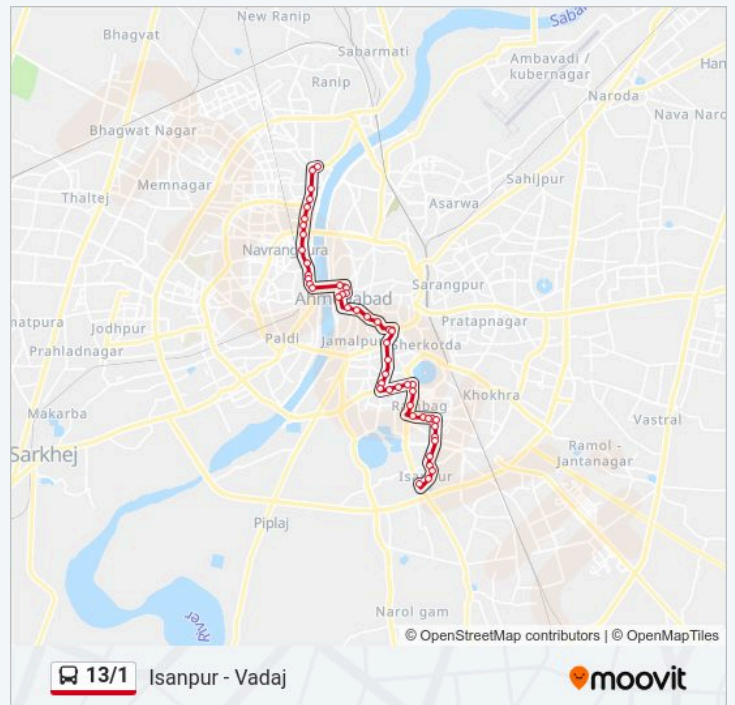 New Ranip
Bhagvat
Sabarmati
Ranip
Ambavadi /
kubernagar
Naroda
Nava Naro
Bhagwat Nagar
Thaltej
Memnagar
Sahijpur
Asarwa
Navrangpura
Sarangpur
Ahmedabad
Pratapnagar
Jodhpur
Paldi
Jamalpur
Sherkotda
Prahladnagar
Khokhra
Makarba
Vastral
Sarkhej
Ramol -
Jantanagar
Isanpur
Piplaj
River
Narol gam
© OpenStreetMap contributors | © OpenMapTiles
13/1 Isanpur - Vadaj
moovit